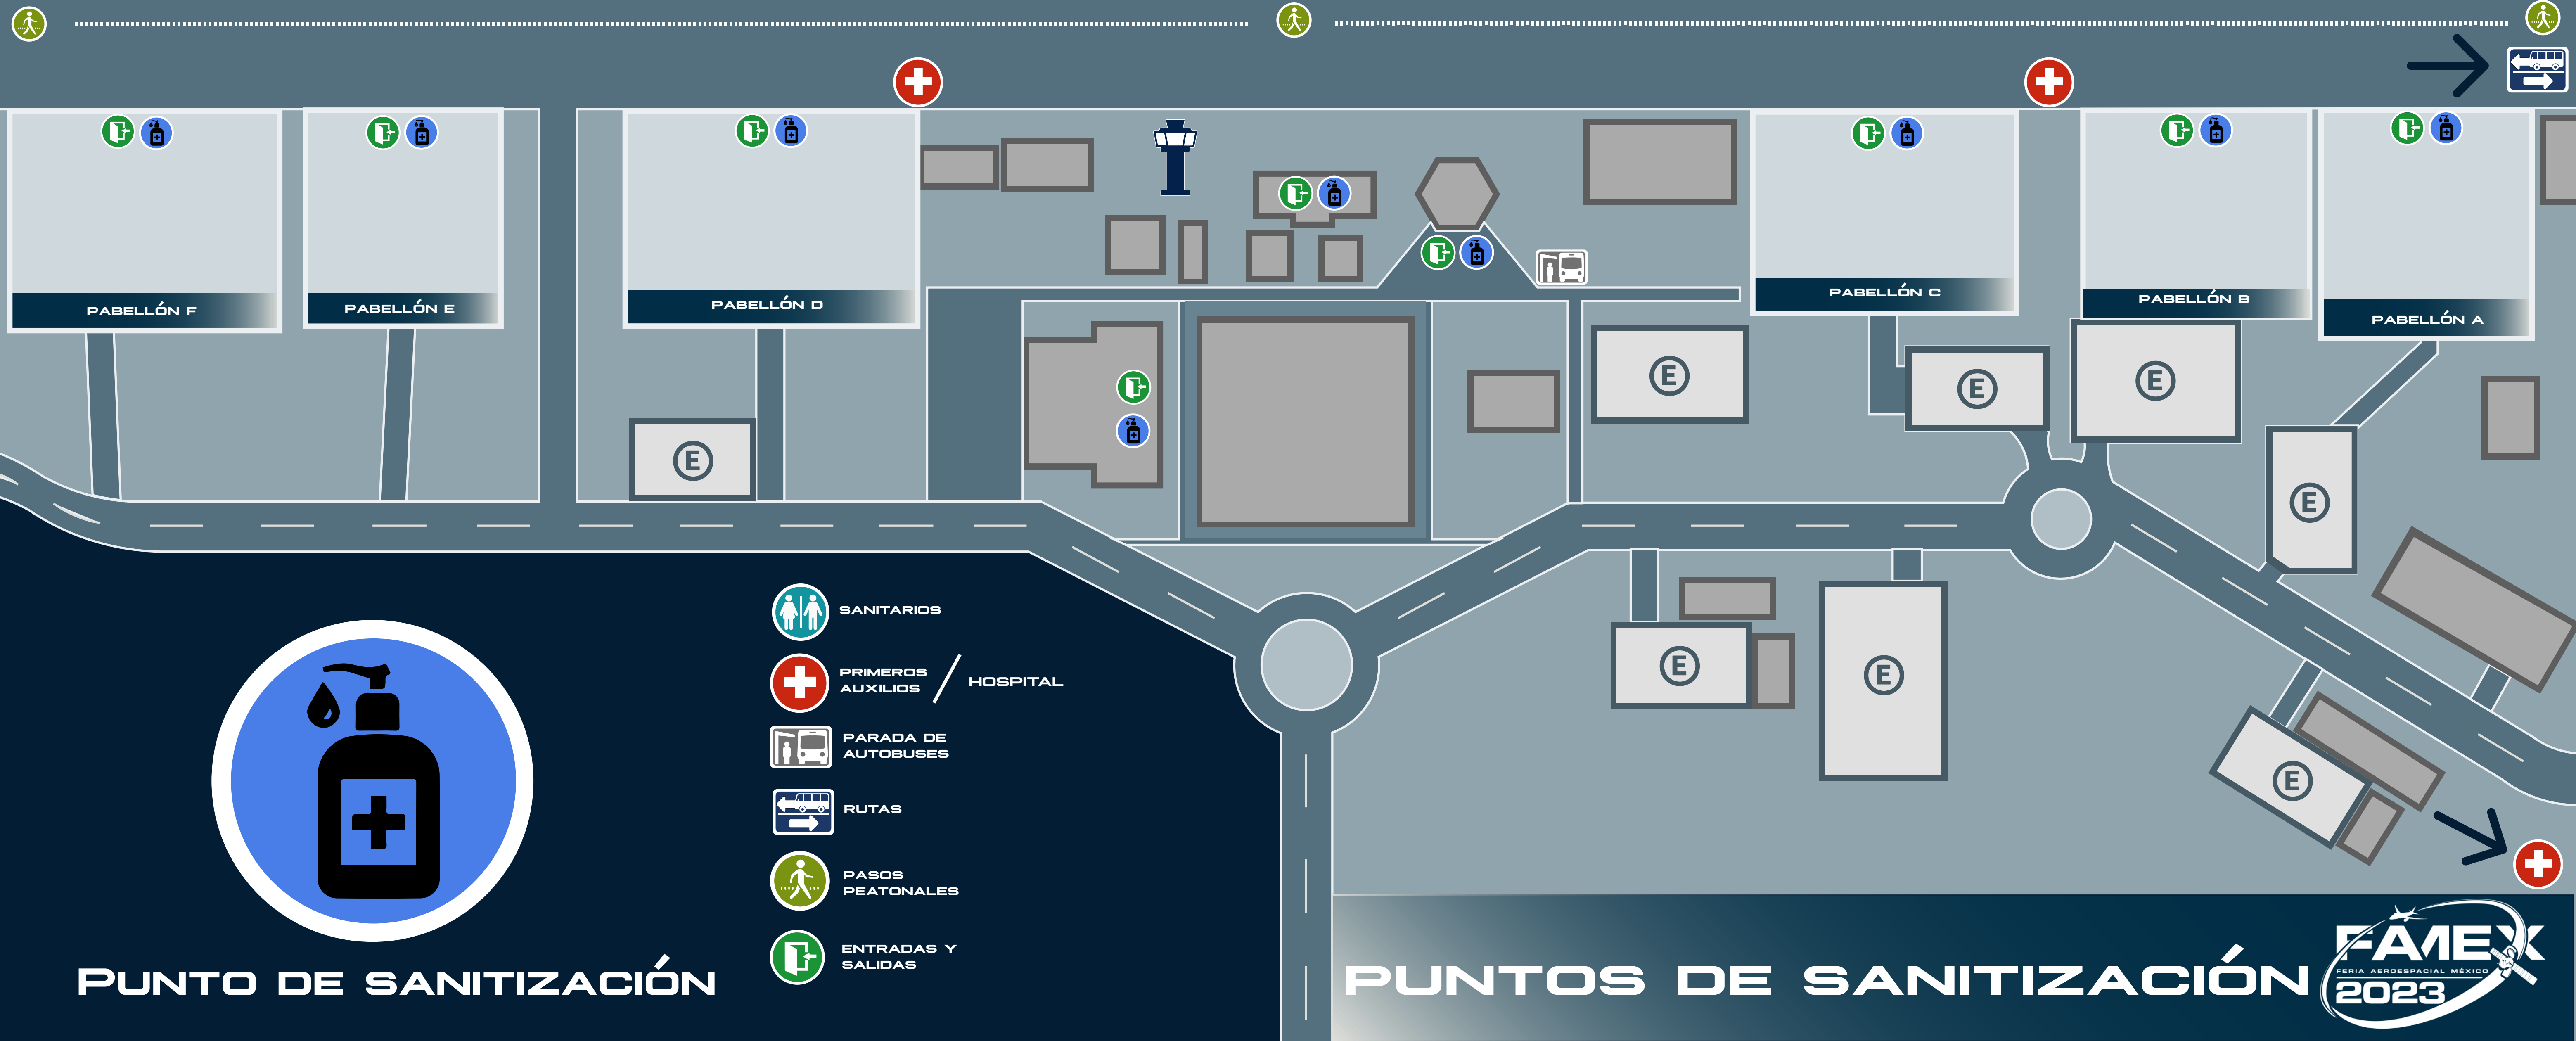 PABELLÓN F
PABELLÓN E
PABELLÓN D
PABELLÓN C
PABELLÓN B
PABELLÓN A
E
E
E
E
E
E
E
E
SANITARIOS
PRIMEROS
AUXILIOS / HOSPITAL
PARADA DE
AUTOBUSES
RUTAS
PASOS
PEATONALES
ENTRADAS Y
SALIDAS
PUNTO DE SANITIZACIÓN
PUNTOS DE SANITIZACIÓN
FAMEX
FERIA AEROESPACIAL MÉXICO
2023